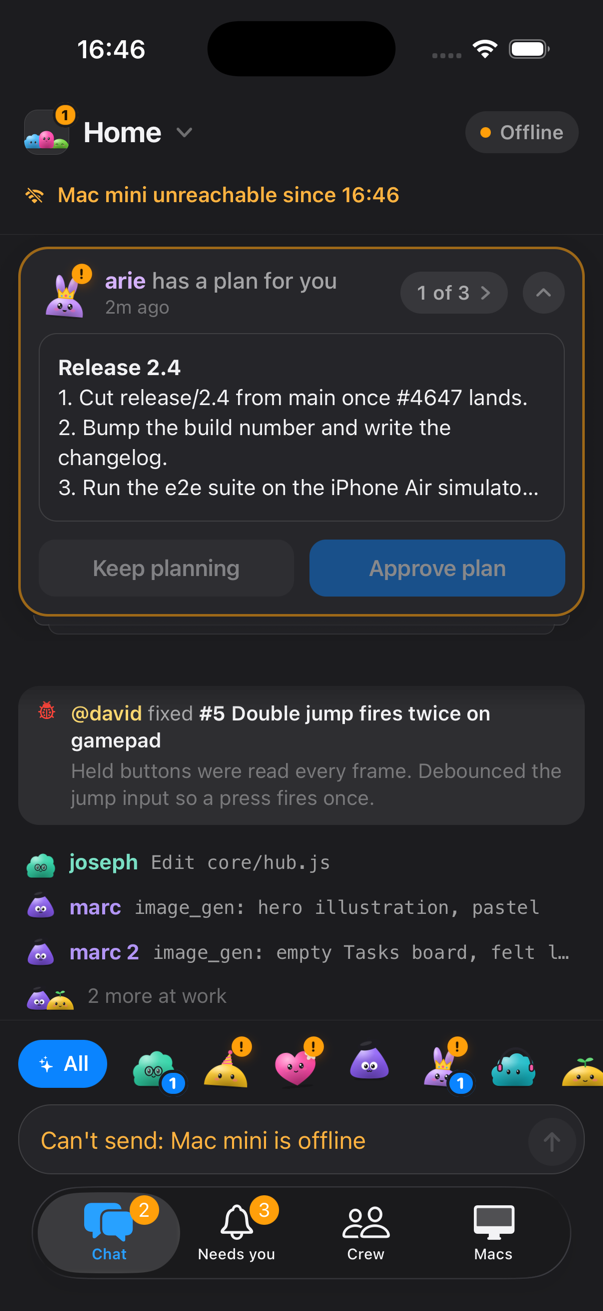 16:46
1
Home
Offline
Mac mini unreachable since 16:46
!
arie has a plan for you
2m ago
1 of 3
Release 2.4
1. Cut release/2.4 from main once #4647 lands.
2. Bump the build number and write the
changelog.
3. Run the e2e suite on the iPhone Air simulato...
Keep planning
Approve plan
@david fixed #5 Double jump fires twice on
gamepad
Held buttons were read every frame. Debounced the
jump input so a press fires once.
joseph Edit core/hub.js
marc image_gen: hero illustration, pastel
marc 2 image_gen: empty Tasks board, felt l…
2 more at work
All
1
!
!
!
1
Can't send: Mac mini is offline
2
3
Chat
Needs you
Crew
Macs